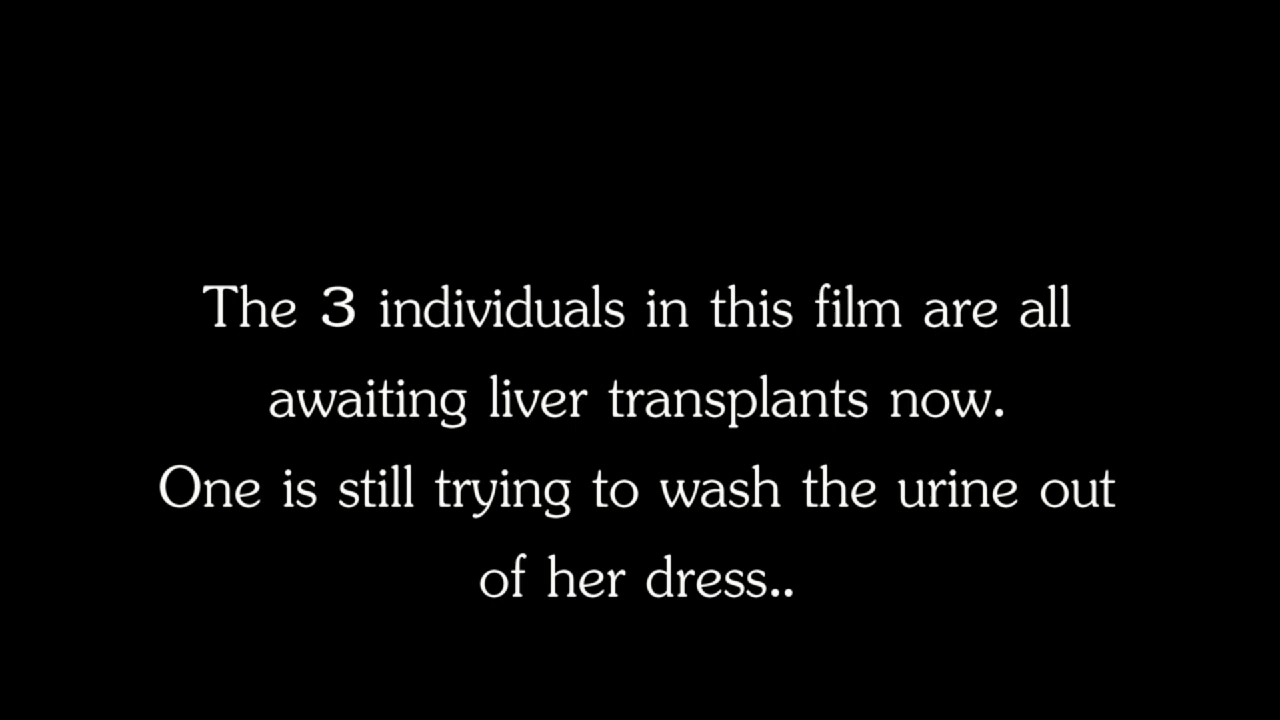 The 3 individuals in this film are all
awaiting liver transplants now.
One is still trying to wash the urine out
of her dress..